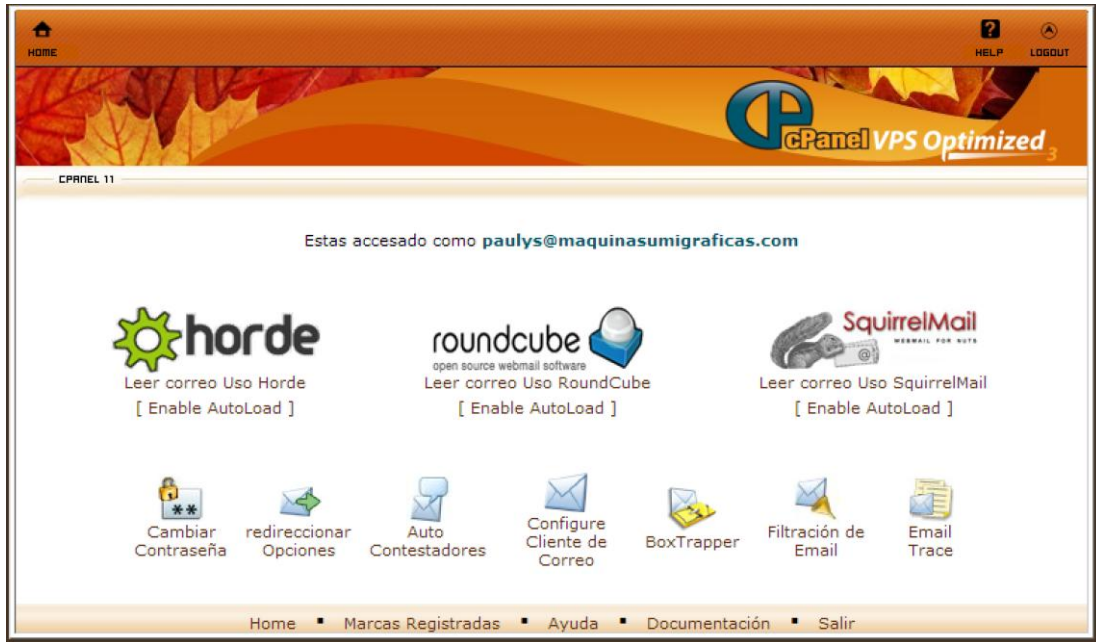 HOME
HELP
LOGOUT
cPanel VPS Optimized 3
CPANEL 11
Estas accesado como paulys@maquinasumigraficas.com
horde
roundcube
open source webmail software
SquirrelMail
WEBMAIL FOR NUTS
Leer correo Uso Horde
Leer correo Uso RoundCube
Leer correo Uso SquirrelMail
[ Enable AutoLoad ]
[ Enable AutoLoad ]
[ Enable AutoLoad ]
Cambiar
Contraseña
redireccionar
Opciones
Auto
Contestadores
Configure
Cliente de
Correo
BoxTrapper
Filtración de
Email
Email
Trace
Home ▪ Marcas Registradas ▪ Ayuda ▪ Documentación ▪ Salir